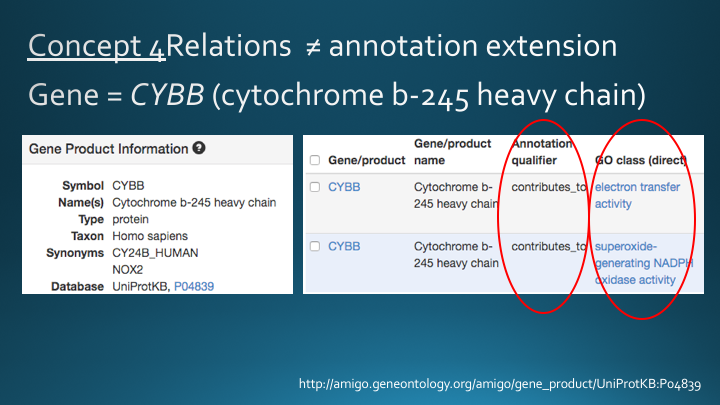 Concept 4Relations ≠ annotation extension
Gene = CYBB (cytochrome b-245 heavy chain)
Gene Product Information ?
Symbol CYBB
Name(s) Cytochrome b-245 heavy chain
Type protein
Taxon Homo sapiens
Synonyms CY24B_HUMAN
NOX2
Database UniProtKB, P04839
Gene/product Gene/product name Annotation qualifier GO class (direct)
CYBB Cytochrome b-245 heavy chain contributes_to electron transfer activity
CYBB Cytochrome b-245 heavy chain contributes_to superoxide-generating NADPH oxidase activity
http://amigo.geneontology.org/amigo/gene_product/UniProtKB:P04839